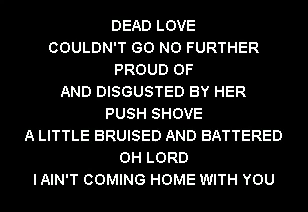 DEAD LOVE
COULDN'T GO NO FURTHER
PROUD OF
AND DISGUSTED BY HER
PUSH SHOVE
A LITTLE BRUISED AND BATTERED
OH LORD
I AIN'T COMING HOME WITH YOU